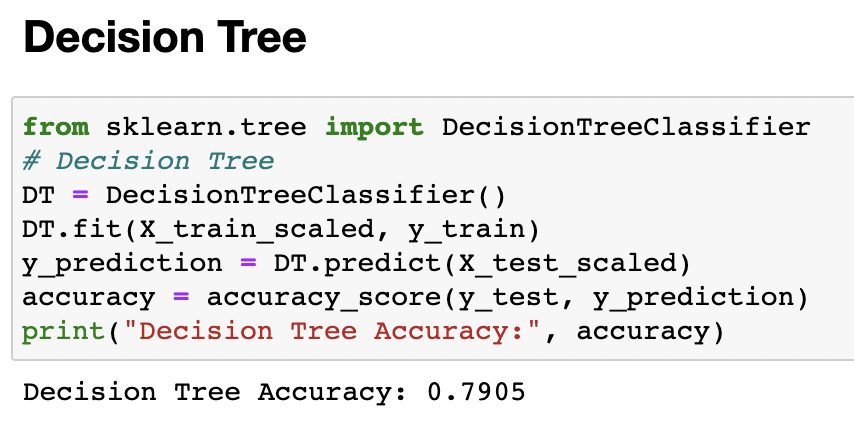 Decision Tree
from sklearn.tree import DecisionTreeClassifier
# Decision Tree
DT = DecisionTreeClassifier()
DT.fit(X_train_scaled, y_train)
y_prediction = DT.predict(X_test_scaled)
accuracy = accuracy_score(y_test, y_prediction)
print("Decision Tree Accuracy:", accuracy)
Decision Tree Accuracy: 0.7905